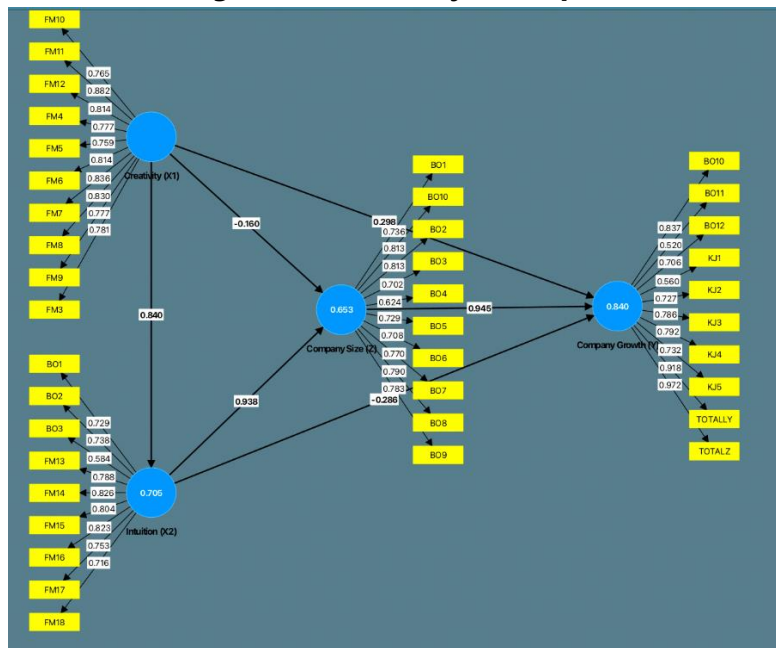 FM10
FM11
FM12
FM4
FM5
FM6
FM7
FM8
FM9
FM3
0.765
0.882
0.814
0.777
0.759
0.814
0.836
0.830
0.777
0.781
Creativity (X1)
-0.160
0.298
0.840
BO1
BO2
BO3
FM13
FM14
FM15
FM16
FM17
FM18
0.729
0.738
0.584
0.788
0.826
0.804
0.823
0.753
0.716
0.705
Intuition (X2)
0.938
-0.286
0.653
Company Size (Z)
0.736
0.813
0.813
0.702
0.624
0.729
0.708
0.770
0.790
0.783
BO1
BO10
BO2
BO3
BO4
BO5
BO6
BO7
BO8
BO9
0.945
0.840
Company Growth (Y)
0.837
0.520
0.706
0.560
0.727
0.786
0.792
0.732
0.918
0.972
BO10
BO11
BO12
KJ1
KJ2
KJ3
KJ4
KJ5
TOTALLY
TOTALZ